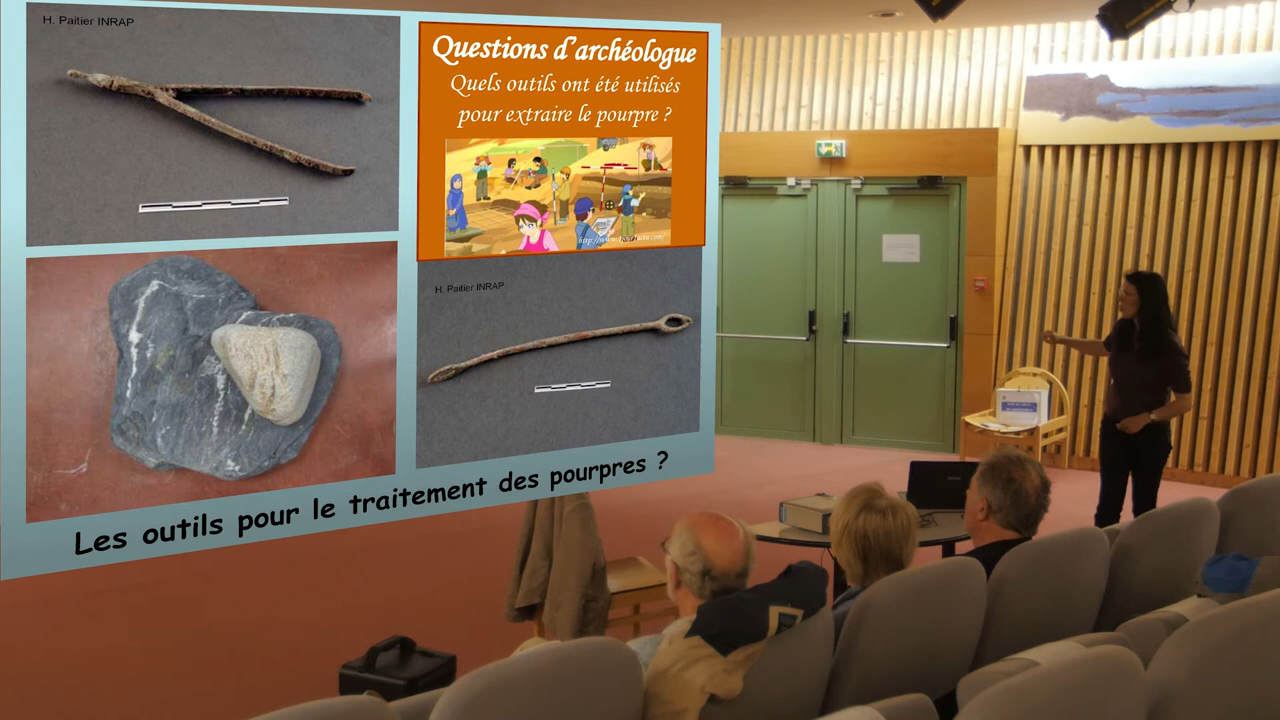 H. Paitier INRAP
Questions d'archéologue
Quels outils ont été utilisés
pour extraire le pourpre ?
H. Paitier INRAP
Les outils pour le traitement des pourpres ?